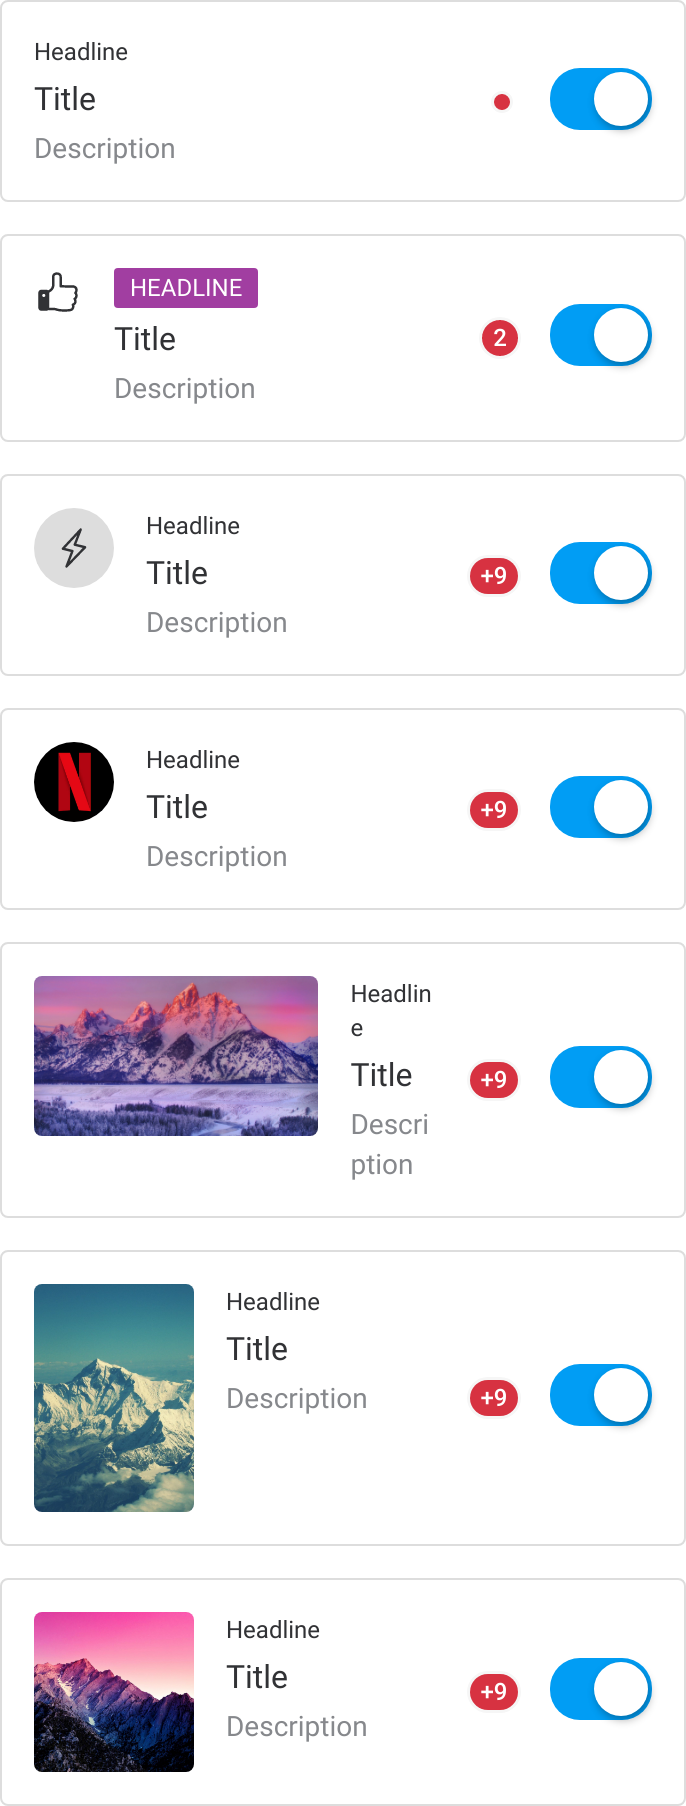 Headline
Title
Description
HEADLINE
Title
2
Description
Headline
Title
+9
Description
N
Headline
Title
+9
Description
Headlin
e
Title
+9
Descri
ption
Headline
Title
Description
+9
Headline
Title
+9
Description